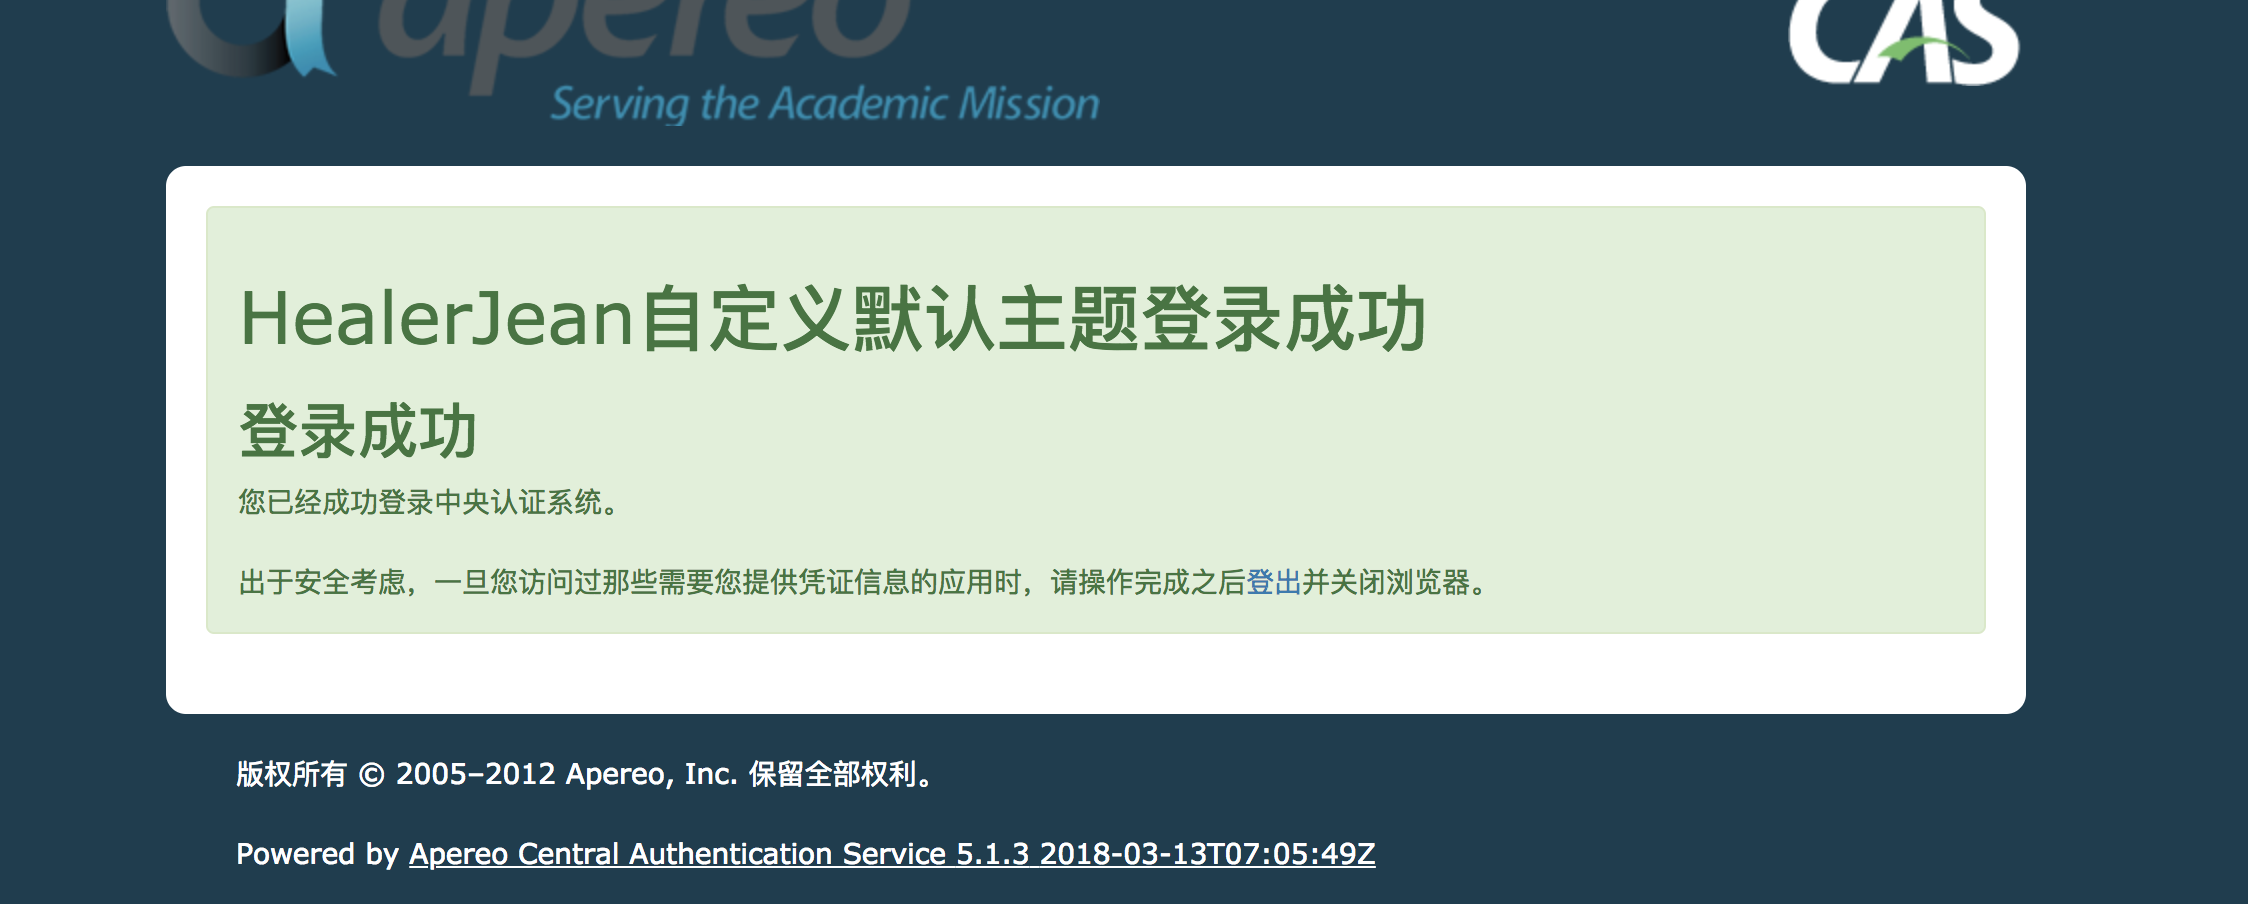 apereo
CAS
Serving the Academic Mission
HealerJean自定义默认主题登录成功
登录成功
您已经成功登录中央认证系统。
出于安全考虑，一旦您访问过那些需要您提供凭证信息的应用时，请操作完成之后登出并关闭浏览器。
版权所有 © 2005–2012 Apereo, Inc. 保留全部权利。
Powered by Apereo Central Authentication Service 5.1.3 2018-03-13T07:05:49Z